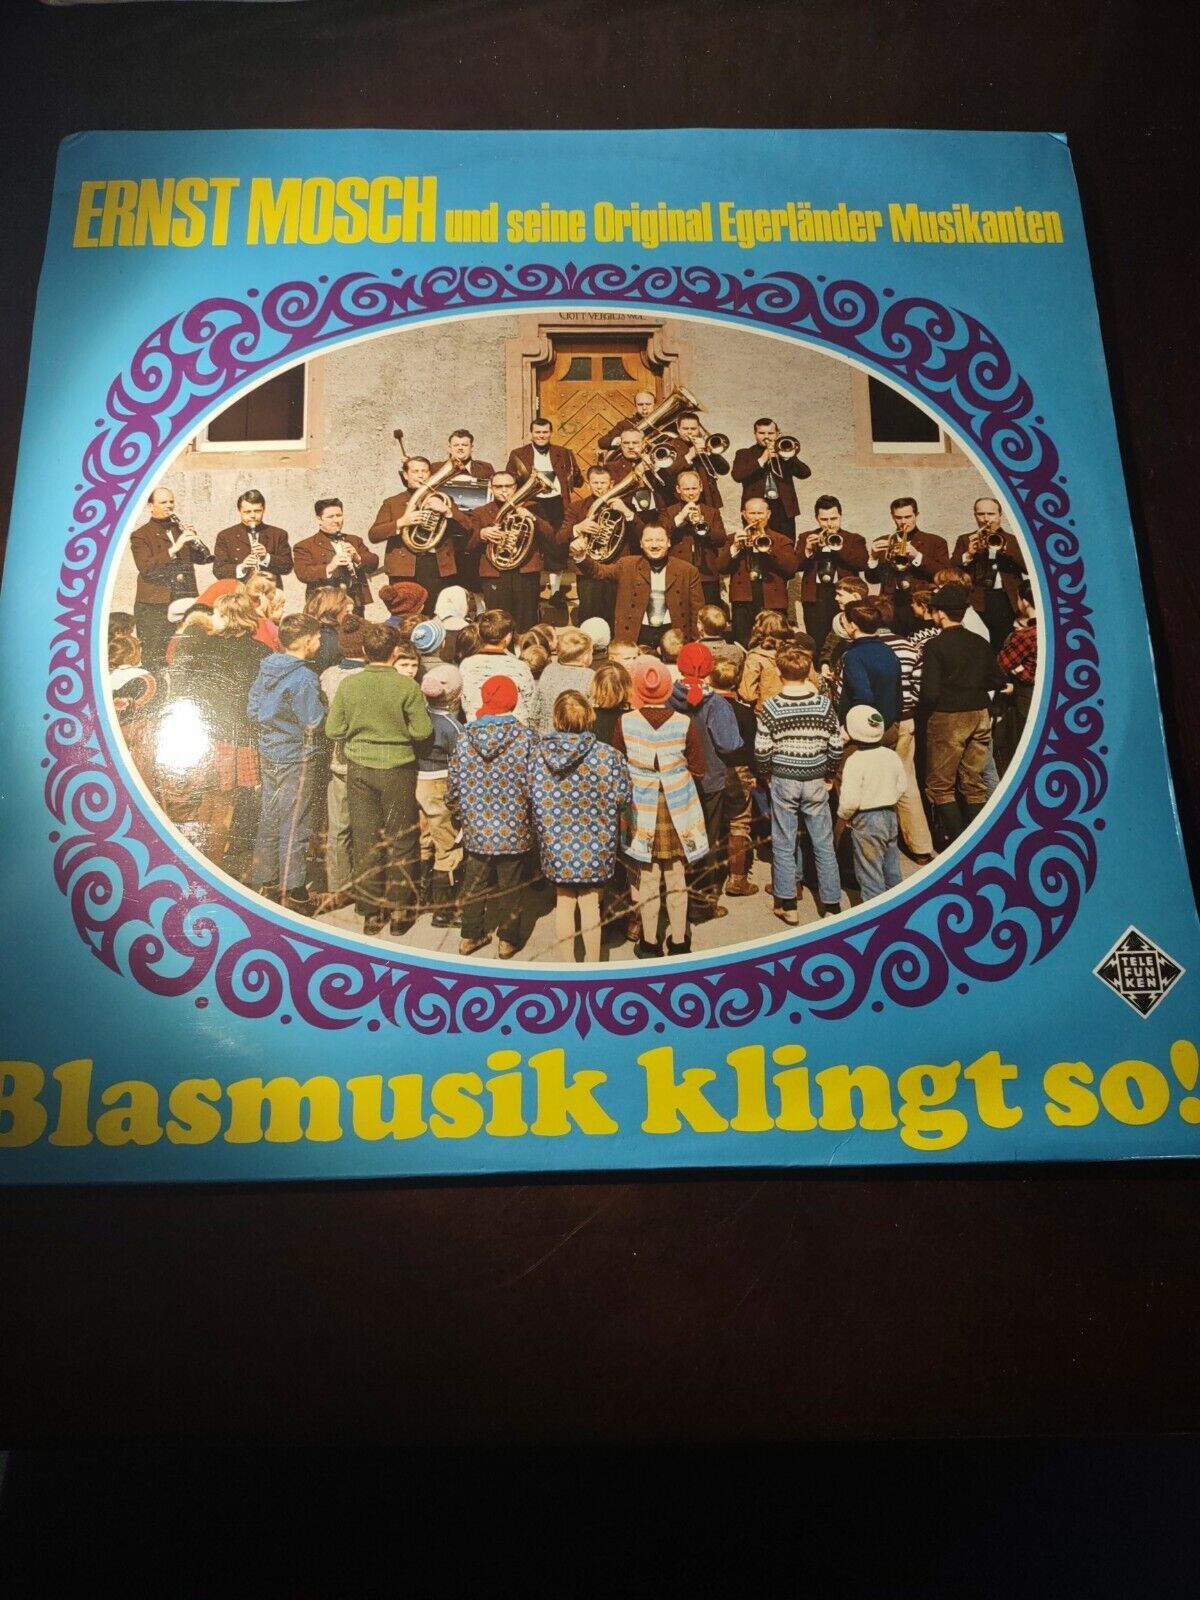 ERNST MOSCH und seine Original Egerländer Musikanten
TELE
FUN
KEN
Blasmusik klingt so!